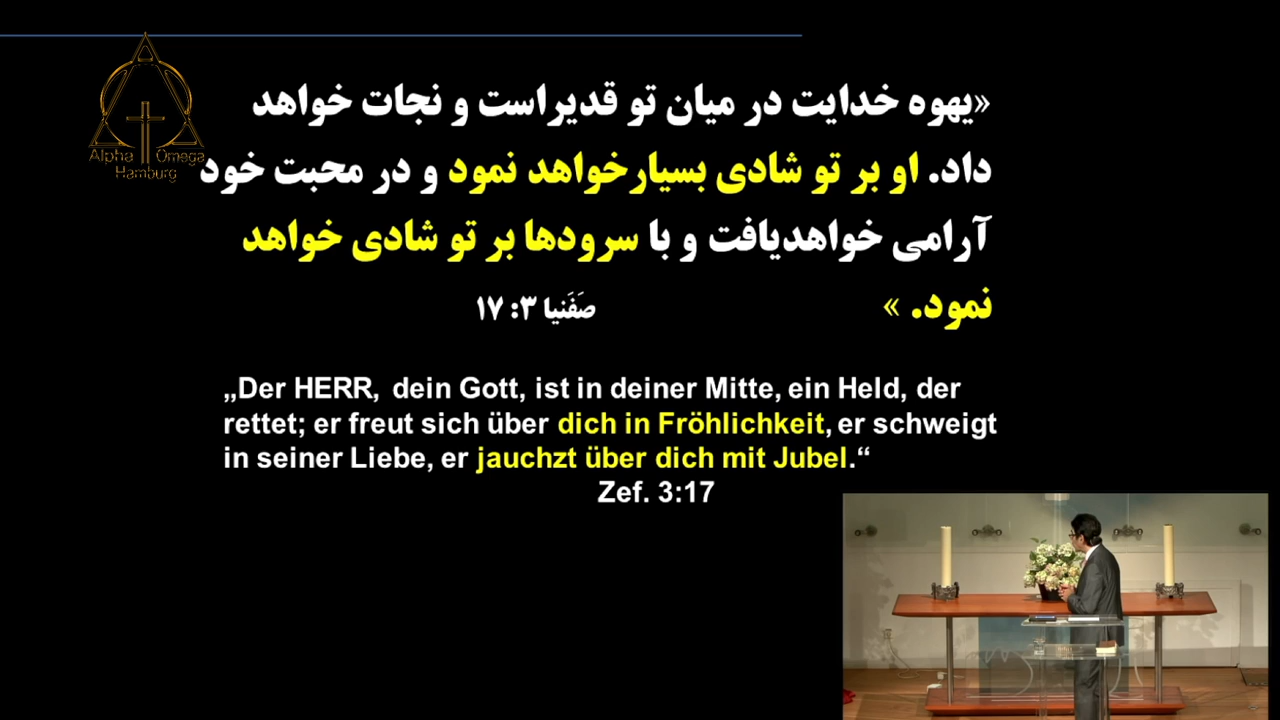 Alpha Omega
Hamburg
«یهوه خدایت در میان تو قدیراست و نجات خواهد
داد. او بر تو شادی بسیارخواهد نمود و در محبت خود
آرامی خواهدیافت و با سرودها بر تو شادی خواهد
نمود. » صَفَنیا ۳: ۱۷
„Der HERR, dein Gott, ist in deiner Mitte, ein Held, der
rettet; er freut sich über dich in Fröhlichkeit, er schweigt
in seiner Liebe, er jauchzt über dich mit Jubel.“
Zef. 3:17